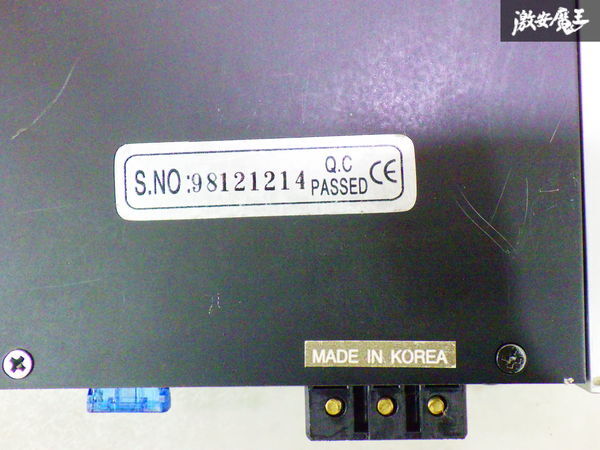 激安魔王
S.NO:98121214 Q.C PASSED CE
MADE IN KOREA